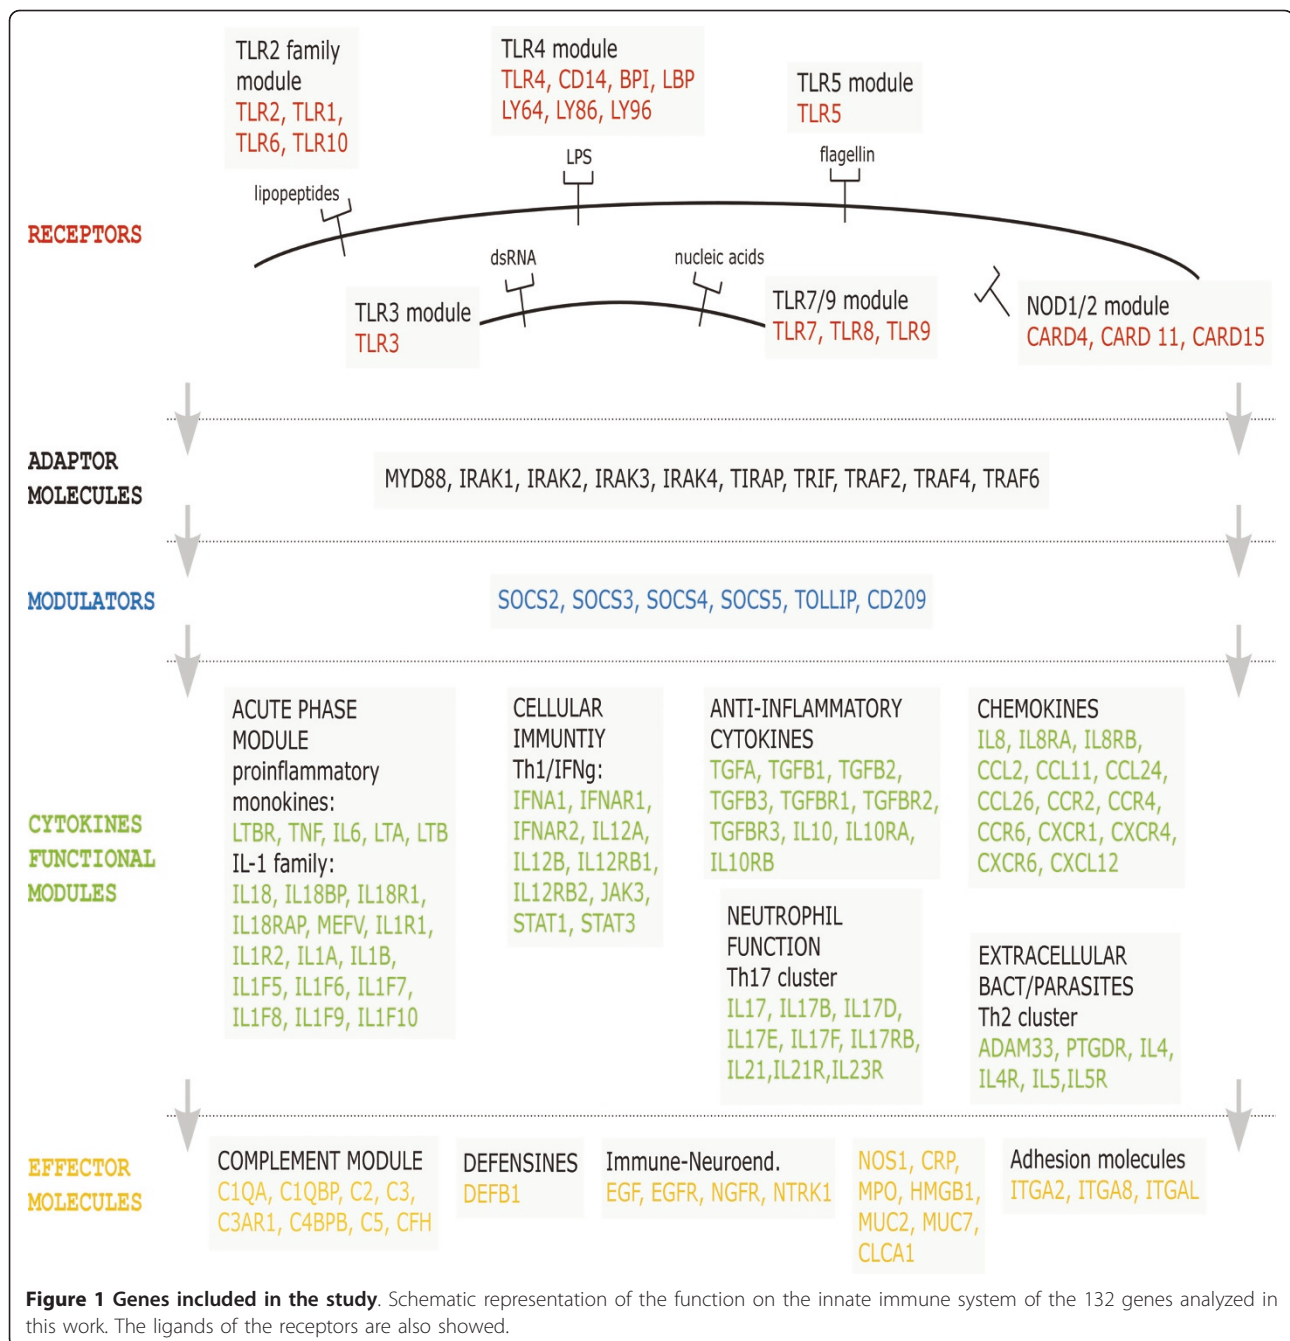 TLR2 family
module
TLR2, TLR1,
TLR6, TLR10
TLR4 module
TLR4, CD14, BPI, LBP
LY64, LY86, LY96
TLR5 module
TLR5
lipopeptides
LPS
flagellin
RECEPTORS
dsRNA
nucleic acids
TLR3 module
TLR3
TLR7/9 module
TLR7, TLR8, TLR9
NOD1/2 module
CARD4, CARD 11, CARD15
ADAPTOR
MOLECULES
MYD88, IRAK1, IRAK2, IRAK3, IRAK4, TIRAP, TRIF, TRAF2, TRAF4, TRAF6
MODULATORS
SOCS2, SOCS3, SOCS4, SOCS5, TOLLIP, CD209
CYTOKINES
FUNCTIONAL
MODULES
ACUTE PHASE
MODULE
proinflammatory
monokines:
LTBR, TNF, IL6, LTA, LTB
IL-1 family:
IL18, IL18BP, IL18R1,
IL18RAP, MEFV, IL1R1,
IL1R2, IL1A, IL1B,
IL1F5, IL1F6, IL1F7,
IL1F8, IL1F9, IL1F10
CELLULAR
IMMUNTIY
Th1/IFNg:
IFNA1, IFNAR1,
IFNAR2, IL12A,
IL12B, IL12RB1,
IL12RB2, JAK3,
STAT1, STAT3
ANTI-INFLAMMATORY
CYTOKINES
TGFA, TGFB1, TGFB2,
TGFB3, TGFBR1, TGFBR2,
TGFBR3, IL10, IL10RA,
IL10RB
NEUTROPHIL
FUNCTION
Th17 cluster
IL17, IL17B, IL17D,
IL17E, IL17F, IL17RB,
IL21,IL21R,IL23R
CHEMOKINES
IL8, IL8RA, IL8RB,
CCL2, CCL11, CCL24,
CCL26, CCR2, CCR4,
CCR6, CXCR1, CXCR4,
CXCR6, CXCL12
EXTRACELLULAR
BACT/PARASITES
Th2 cluster
ADAM33, PTGDR, IL4,
IL4R, IL5,IL5R
EFFECTOR
MOLECULES
COMPLEMENT MODULE
C1QA, C1QBP, C2, C3,
C3AR1, C4BPB, C5, CFH
DEFENSINES
DEFB1
Immune-Neuroend.
EGF, EGFR, NGFR, NTRK1
NOS1, CRP,
MPO, HMGB1,
MUC2, MUC7,
CLCA1
Adhesion molecules
ITGA2, ITGA8, ITGAL
Figure 1 Genes included in the study. Schematic representation of the function on the innate immune system of the 132 genes analyzed in
this work. The ligands of the receptors are also showed.